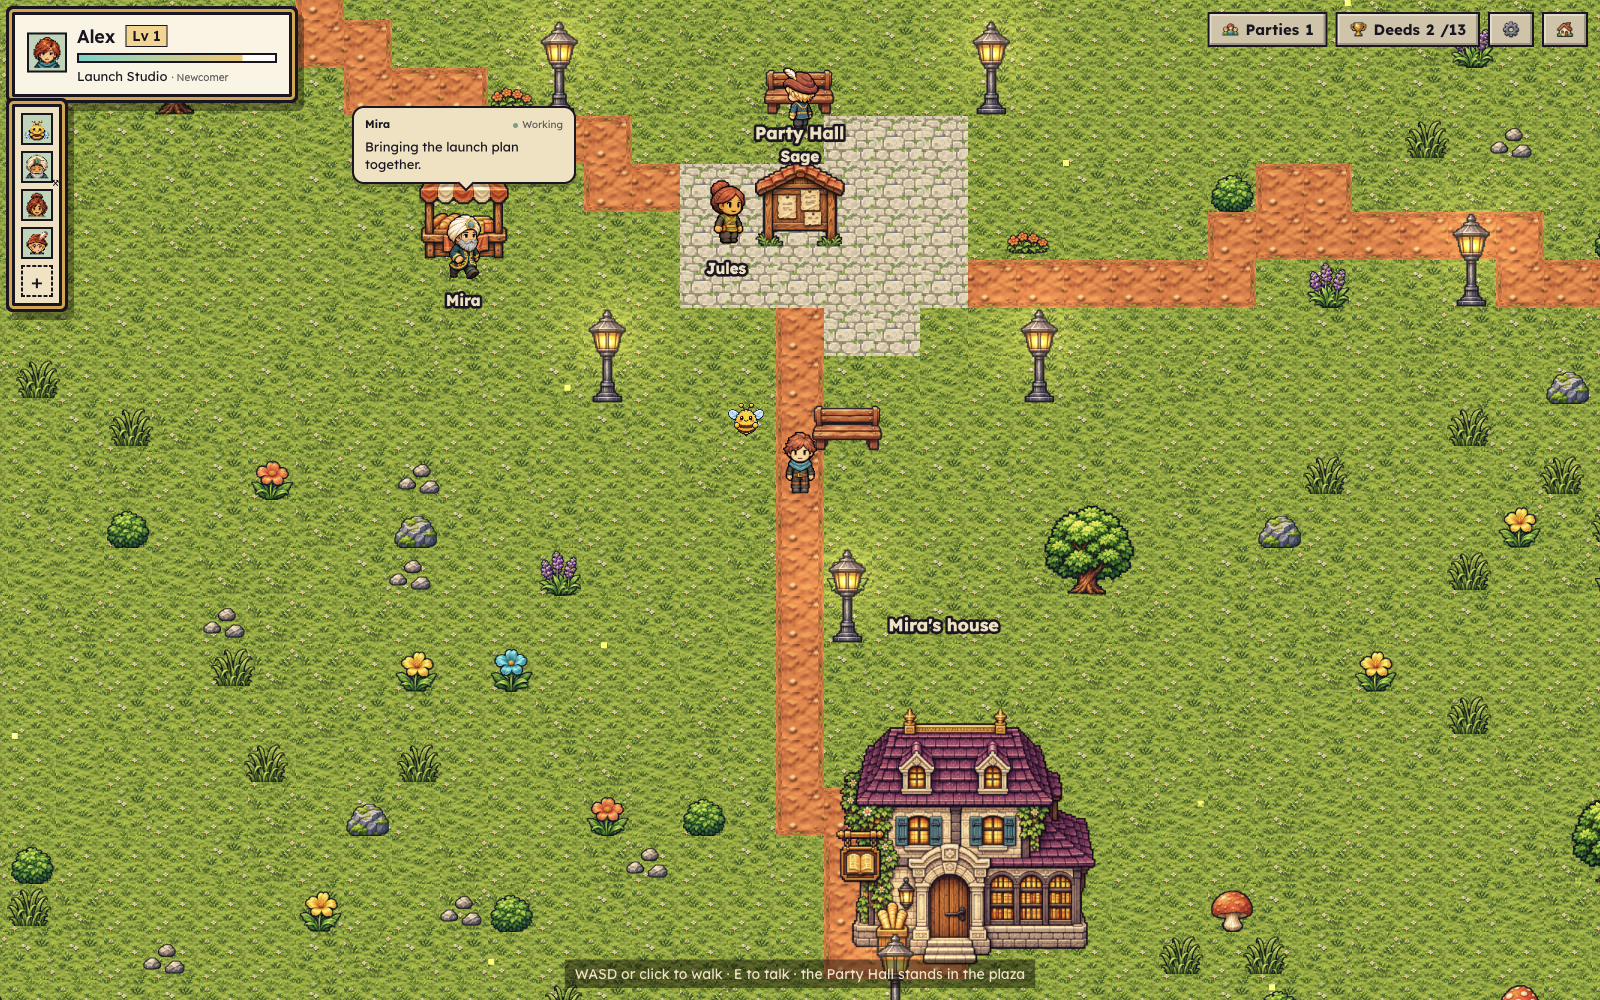 Alex Lv 1
Launch Studio · Newcomer
Parties 1
Deeds 2 /13
Mira Working
Bringing the launch plan
together.
Party Hall
Sage
Jules
Mira
+
Mira's house
WASD or click to walk · E to talk · the Party Hall stands in the plaza